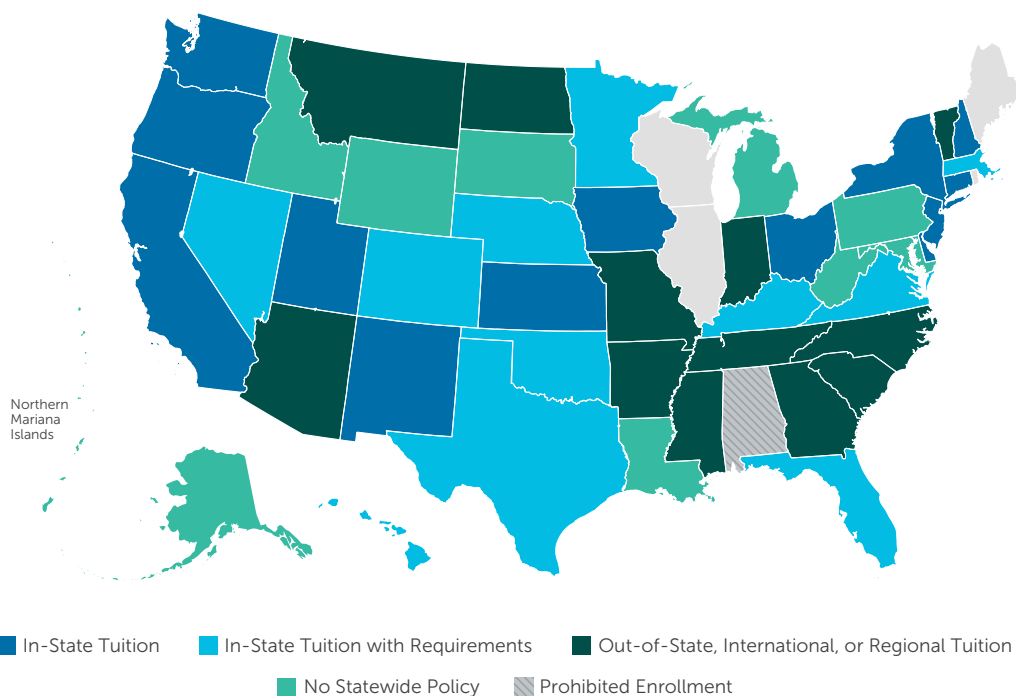 Northern
Mariana
Islands
In-State Tuition
In-State Tuition with Requirements
Out-of-State, International, or Regional Tuition
No Statewide Policy
Prohibited Enrollment